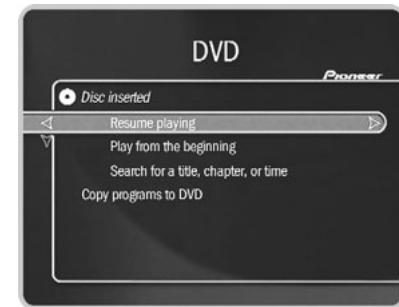 DVD
Pioneer
Disc inserted
Resume playing
Play from the beginning
Search for a title, chapter, or time
Copy programs to DVD